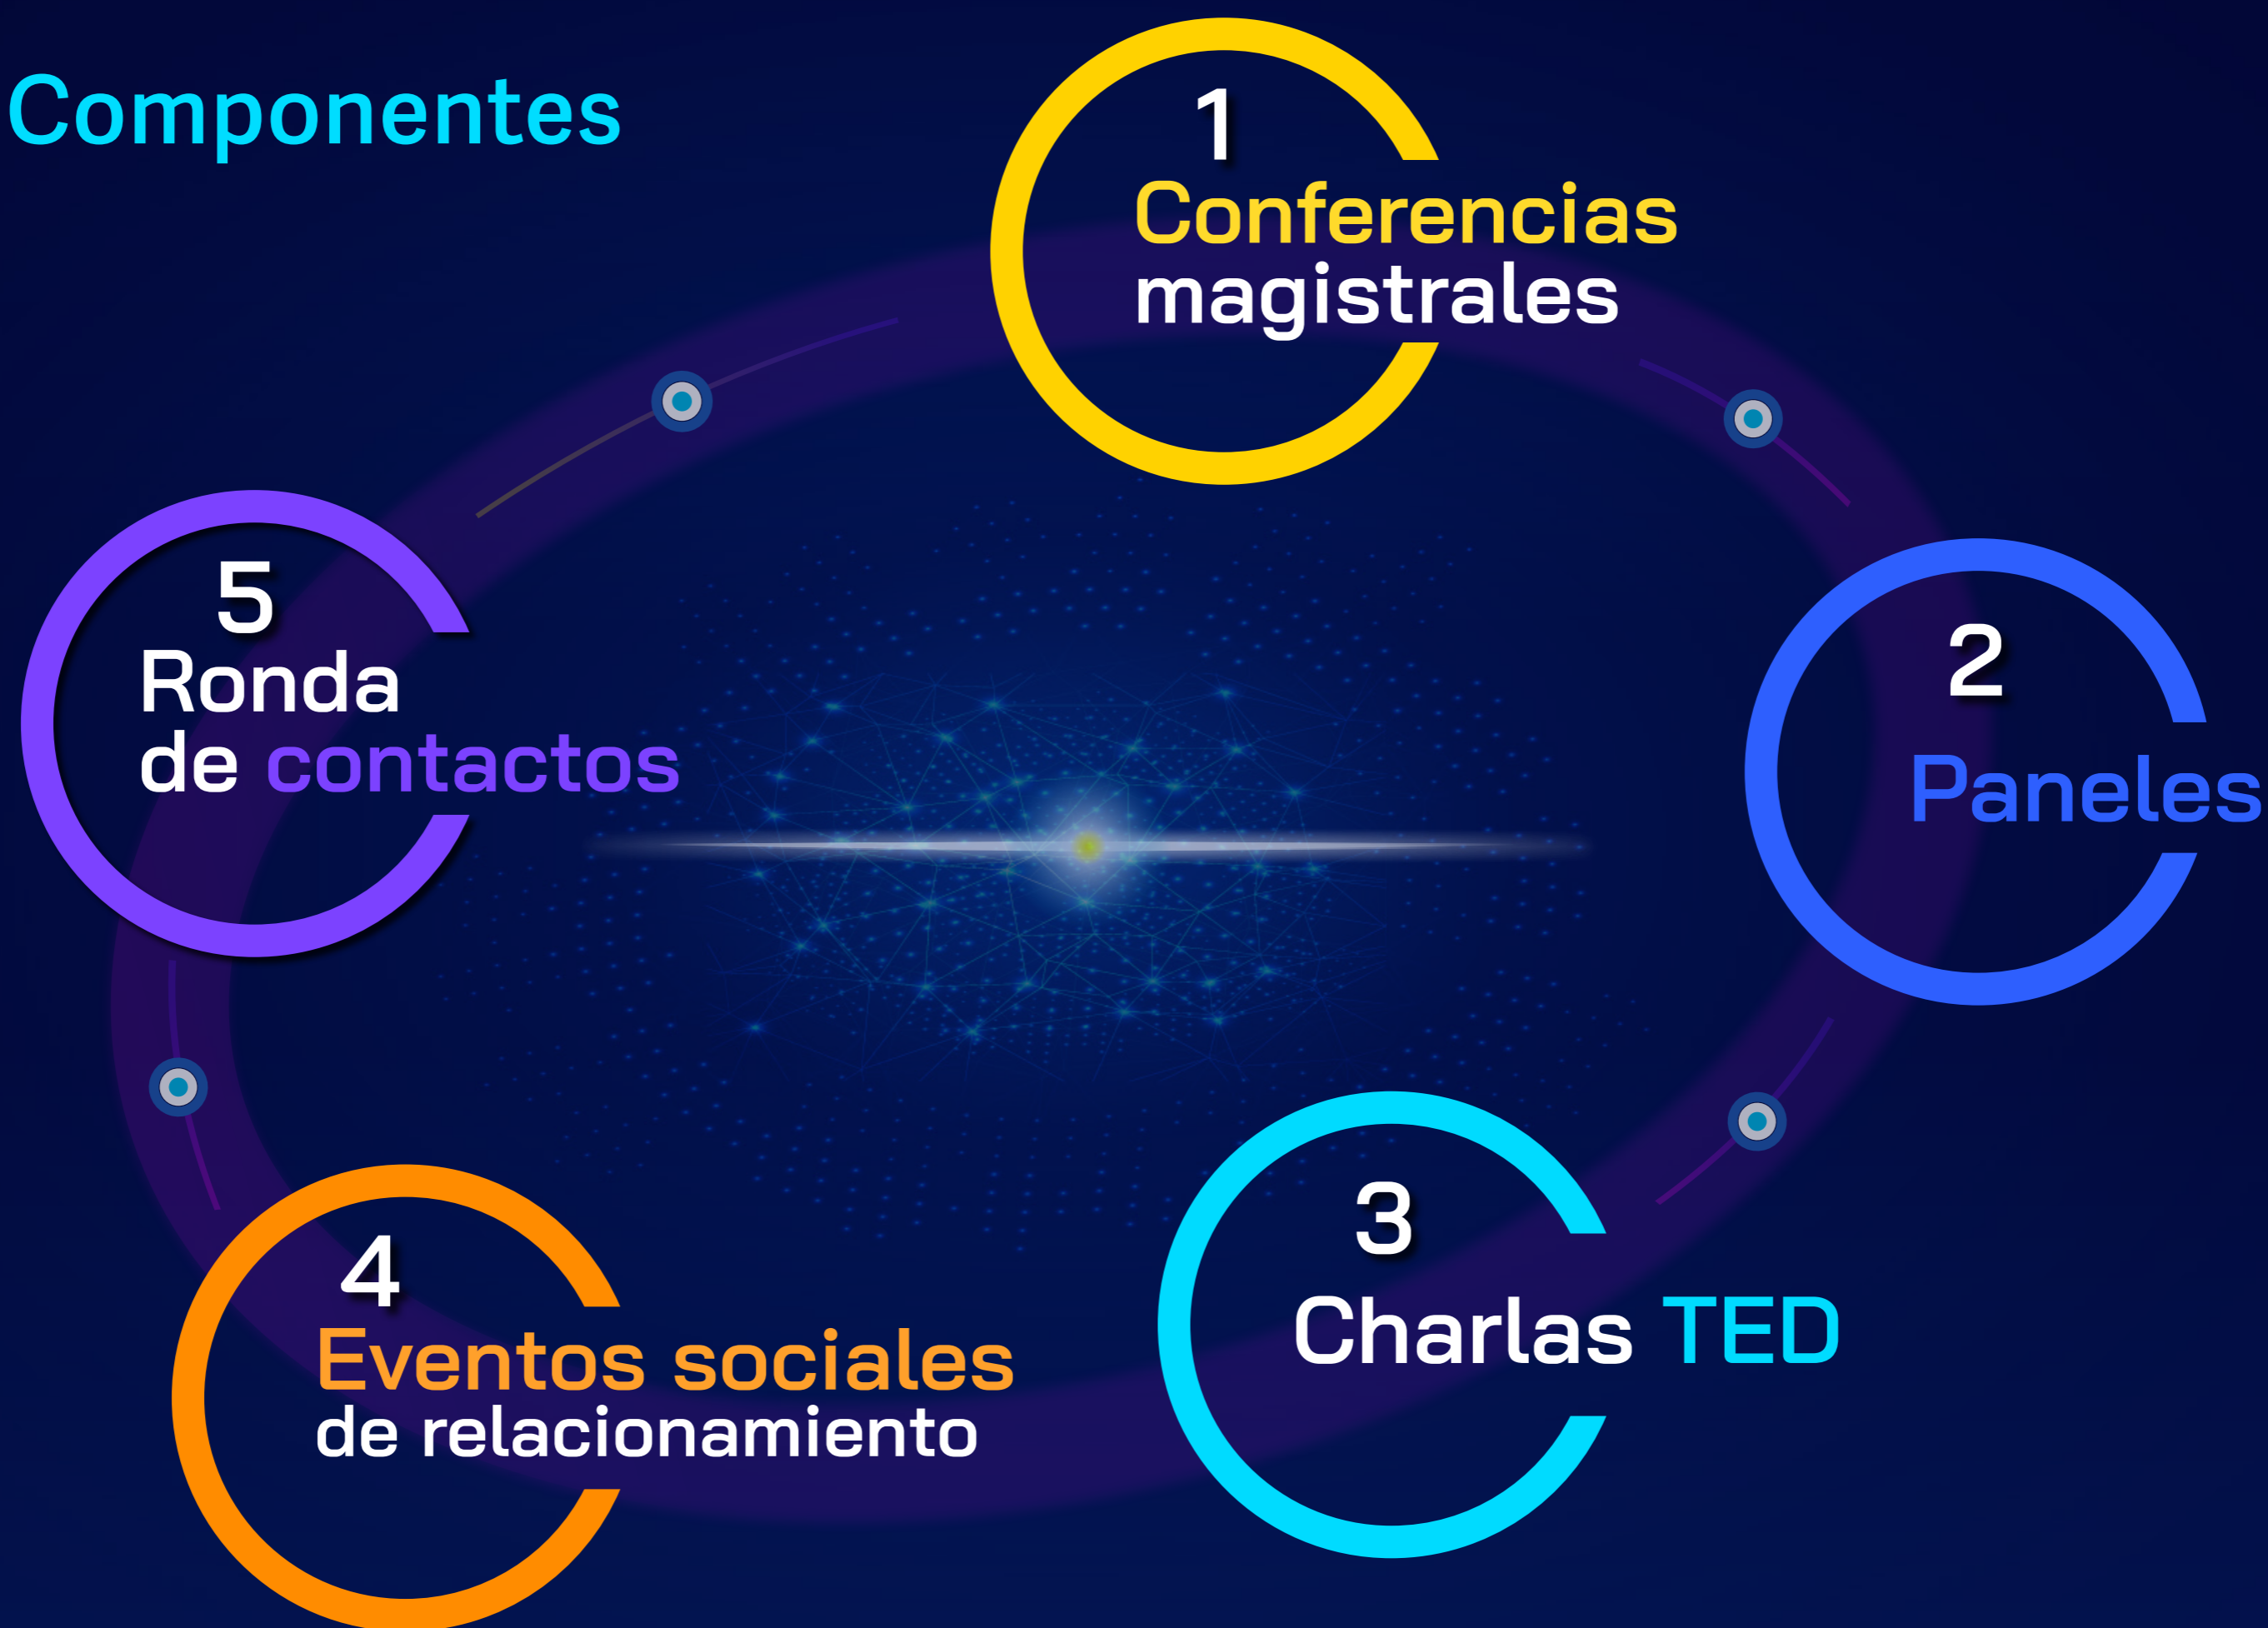 Componentes
1
Conferencias
magistrales
2
Paneles
3
Charlas TED
4
Eventos sociales
de relacionamiento
5
Ronda
de contactos